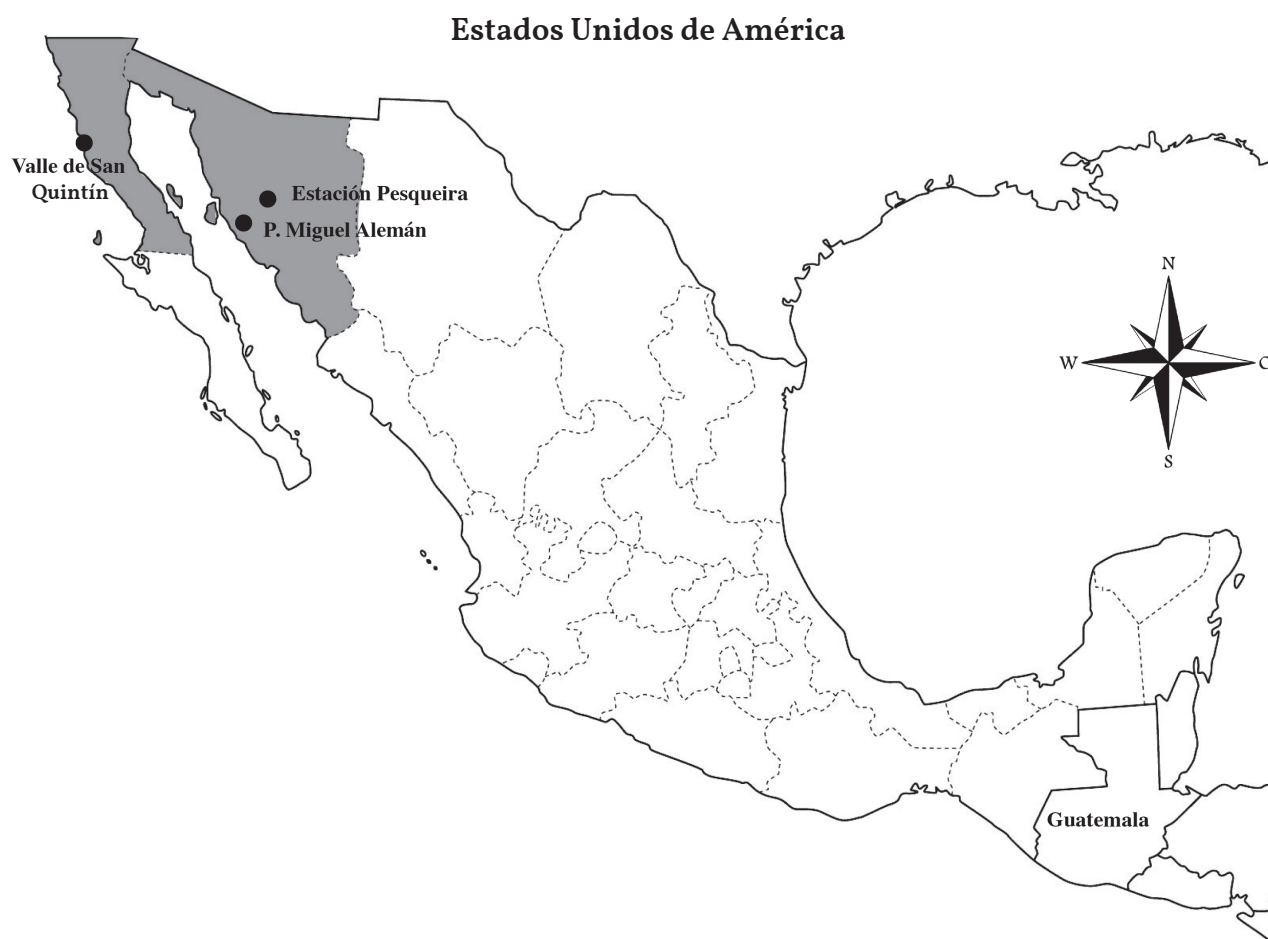 Estados Unidos de América
Valle de San
Quintín
Estación Pesqueira
P. Miguel Alemán
N
W
S
Guatemala